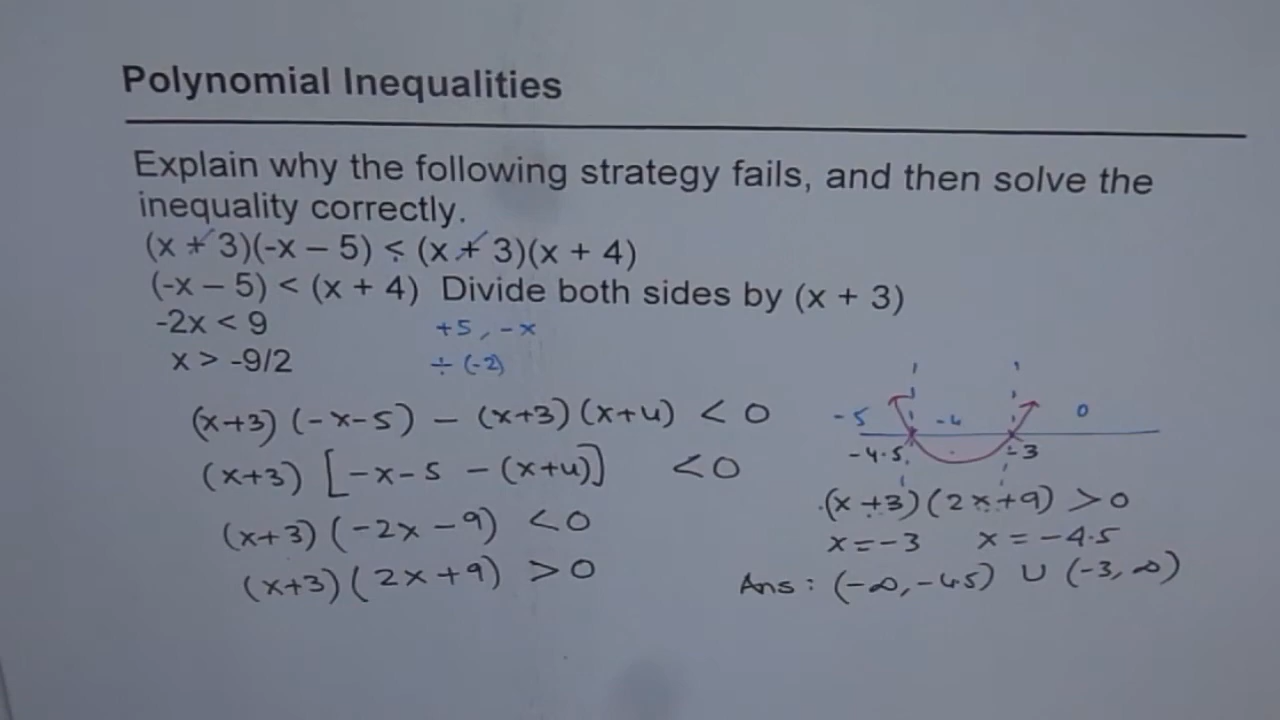 Polynomial Inequalities
Explain why the following strategy fails, and then solve the
inequality correctly.
(x + 3)(-x – 5) < (x + 3)(x + 4)
(-x – 5) < (x + 4) Divide both sides by (x + 3)
-2x < 9 +5, -x
x > -9/2 ÷ (-2)
(x+3)(-x-5) - (x+3)(x+4) < 0
(x+3) [-x-5 -(x+4)] < 0
(x+3)(-2x-9) < 0
(x+3)(2x+9) > 0
-5 -4 0
-4.5 -3
(x+3)(2x+9) > 0
x=-3 x=-4.5
Ans: (-∞, -4.5) ∪ (-3, ∞)